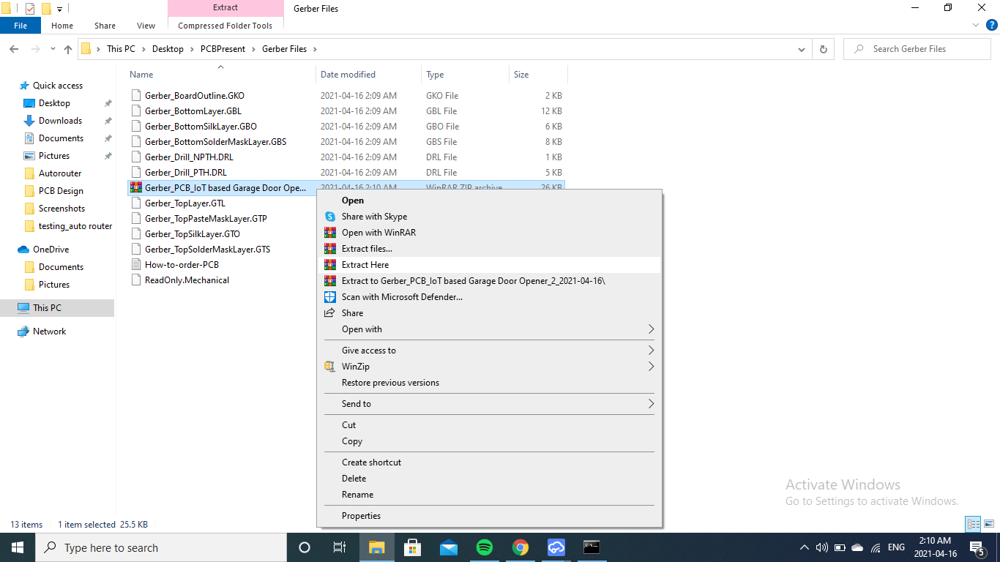 Extract
Gerber Files
File Home Share View Compressed Folder Tools
This PC Desktop PCBPresent Gerber Files
Search Gerber Files
Name Date modified Type Size
Quick access
Desktop
Downloads
Documents
Pictures
Autorouter
PCB Design
Screenshots
testing_auto router
OneDrive
Documents
Pictures
This PC
Network
Gerber_BoardOutline.GKO 2021-04-16 2:09 AM GKO File 2 KB
Gerber_BottomLayer.GBL 2021-04-16 2:09 AM GBL File 12 KB
Gerber_BottomSilkLayer.GBO 2021-04-16 2:09 AM GBO File 6 KB
Gerber_BottomSolderMaskLayer.GBS 2021-04-16 2:09 AM GBS File 8 KB
Gerber_Drill_NPTH.DRL 2021-04-16 2:09 AM DRL File 1 KB
Gerber_Drill_PTH.DRL 2021-04-16 2:09 AM DRL File 5 KB
Gerber_PCB_IoT based Garage Door Ope... 2021-04-16 2:10 AM WinRAR ZIP archive 26 KB
Gerber_TopLayer.GTL
Gerber_TopPasteMaskLayer.GTP
Gerber_TopSilkLayer.GTO
Gerber_TopSolderMaskLayer.GTS
How-to-order-PCB
ReadOnly.Mechanical
Open
Share with Skype
Open with WinRAR
Extract files...
Extract Here
Extract to Gerber_PCB_IoT based Garage Door Opener_2_2021-04-16\
Scan with Microsoft Defender...
Share
Open with
Give access to
WinZip
Restore previous versions
Send to
Cut
Copy
Create shortcut
Delete
Rename
Properties
Activate Windows
Go to Settings to activate Windows.
13 items 1 item selected 25.5 KB
Type here to search
ENG
2:10 AM
2021-04-16
5